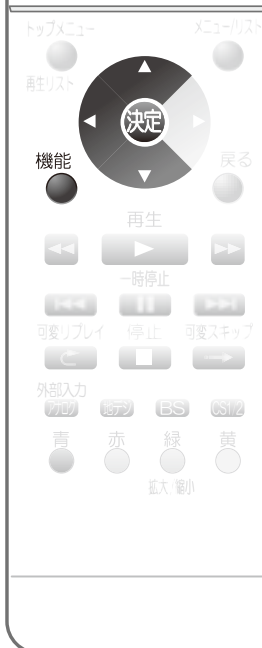 トップメニュー メニュー/リスト
再生リスト
決定
機能 戻る
再生
一時停止
可変リプレイ 停止 可変スキップ
外部入力
アナログ 地デジ BS CS1/2
青 赤 緑 黄
拡大/縮小